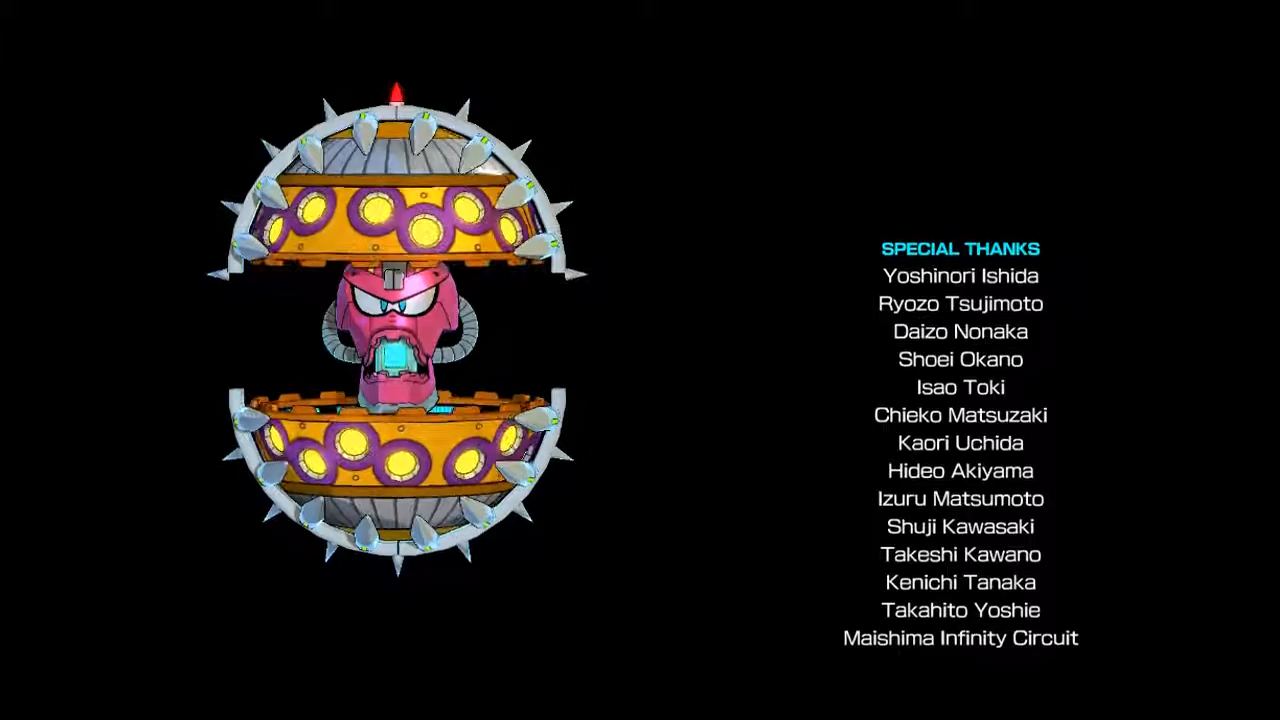 SPECIAL THANKS
Yoshinori Ishida
Ryozo Tsujimoto
Daizo Nonaka
Shoei Okano
Isao Toki
Chieko Matsuzaki
Kaori Uchida
Hideo Akiyama
Izuru Matsumoto
Shuji Kawasaki
Takeshi Kawano
Kenichi Tanaka
Takahito Yoshie
Maishima Infinity Circuit